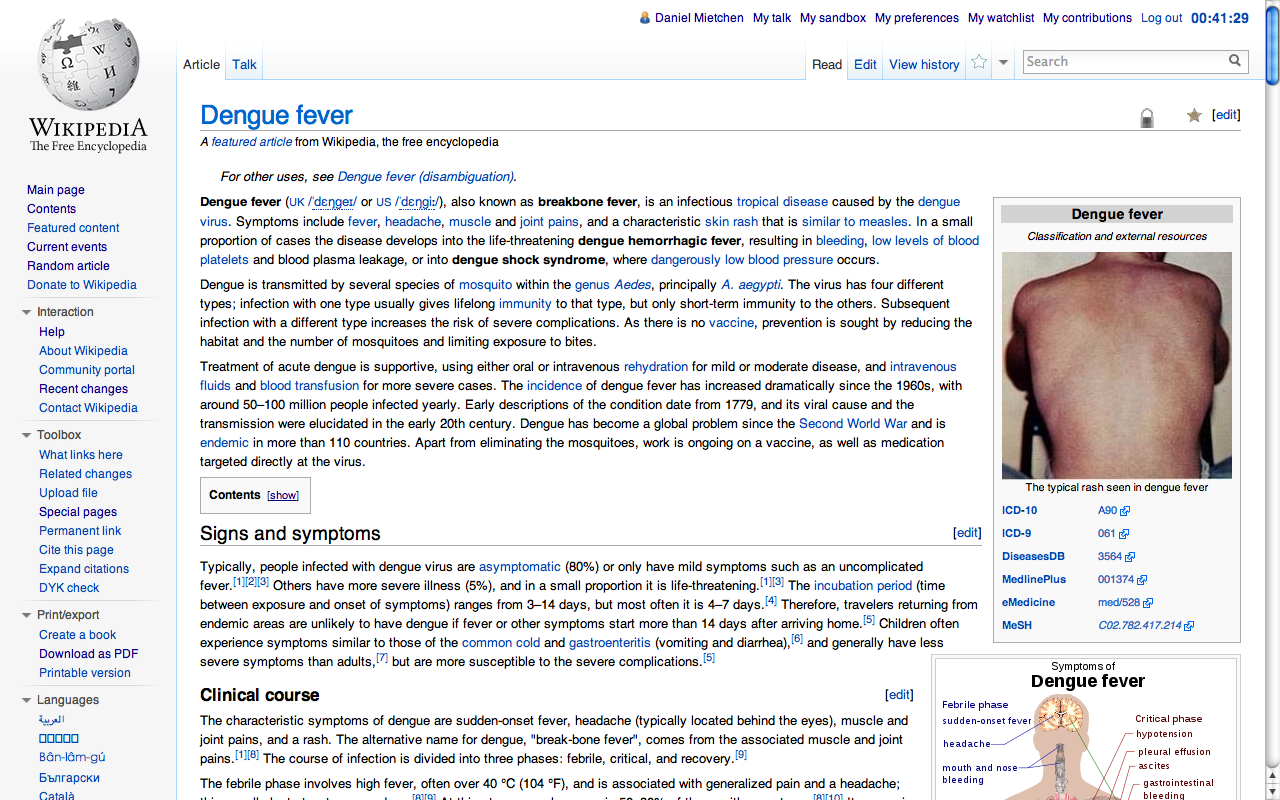 Daniel Mietchen My talk My sandbox My preferences My watchlist My contributions Log out 00:41:29
Article Talk Read Edit View history Search
WIKIPEDIA
The Free Encyclopedia
Main page
Contents
Featured content
Current events
Random article
Donate to Wikipedia
Interaction
Help
About Wikipedia
Community portal
Recent changes
Contact Wikipedia
Toolbox
What links here
Related changes
Upload file
Special pages
Permanent link
Cite this page
Expand citations
DYK check
Print/export
Create a book
Download as PDF
Printable version
Languages
العربية
Bân-lâm-gú
Български
Català
Dengue fever [edit]
A featured article from Wikipedia, the free encyclopedia
For other uses, see Dengue fever (disambiguation).
Dengue fever (UK /ˈdɛŋɡeɪ/ or US /ˈdɛŋɡiː/), also known as breakbone fever, is an infectious tropical disease caused by the dengue
virus. Symptoms include fever, headache, muscle and joint pains, and a characteristic skin rash that is similar to measles. In a small
proportion of cases the disease develops into the life-threatening dengue hemorrhagic fever, resulting in bleeding, low levels of blood
platelets and blood plasma leakage, or into dengue shock syndrome, where dangerously low blood pressure occurs.
Dengue is transmitted by several species of mosquito within the genus Aedes, principally A. aegypti. The virus has four different
types; infection with one type usually gives lifelong immunity to that type, but only short-term immunity to the others. Subsequent
infection with a different type increases the risk of severe complications. As there is no vaccine, prevention is sought by reducing the
habitat and the number of mosquitoes and limiting exposure to bites.
Treatment of acute dengue is supportive, using either oral or intravenous rehydration for mild or moderate disease, and intravenous
fluids and blood transfusion for more severe cases. The incidence of dengue fever has increased dramatically since the 1960s, with
around 50–100 million people infected yearly. Early descriptions of the condition date from 1779, and its viral cause and the
transmission were elucidated in the early 20th century. Dengue has become a global problem since the Second World War and is
endemic in more than 110 countries. Apart from eliminating the mosquitoes, work is ongoing on a vaccine, as well as medication
targeted directly at the virus.
Contents [show]
Signs and symptoms [edit]
Typically, people infected with dengue virus are asymptomatic (80%) or only have mild symptoms such as an uncomplicated
fever.[1][2][3] Others have more severe illness (5%), and in a small proportion it is life-threatening.[1][3] The incubation period (time
between exposure and onset of symptoms) ranges from 3–14 days, but most often it is 4–7 days.[4] Therefore, travelers returning from
endemic areas are unlikely to have dengue if fever or other symptoms start more than 14 days after arriving home.[5] Children often
experience symptoms similar to those of the common cold and gastroenteritis (vomiting and diarrhea),[6] and generally have less
severe symptoms than adults,[7] but are more susceptible to the severe complications.[5]
Clinical course [edit]
The characteristic symptoms of dengue are sudden-onset fever, headache (typically located behind the eyes), muscle and
joint pains, and a rash. The alternative name for dengue, "break-bone fever", comes from the associated muscle and joint
pains.[1][8] The course of infection is divided into three phases: febrile, critical, and recovery.[9]
The febrile phase involves high fever, often over 40 °C (104 °F), and is associated with generalized pain and a headache;
Dengue fever
Classification and external resources
The typical rash seen in dengue fever
ICD-10 A90
ICD-9 061
DiseasesDB 3564
MedlinePlus 001374
eMedicine med/528
MeSH C02.782.417.214
Symptoms of
Dengue fever
Febrile phase
sudden-onset fever
headache
mouth and nose
bleeding
Critical phase
hypotension
pleural effusion
ascites
gastrointestinal
bleeding